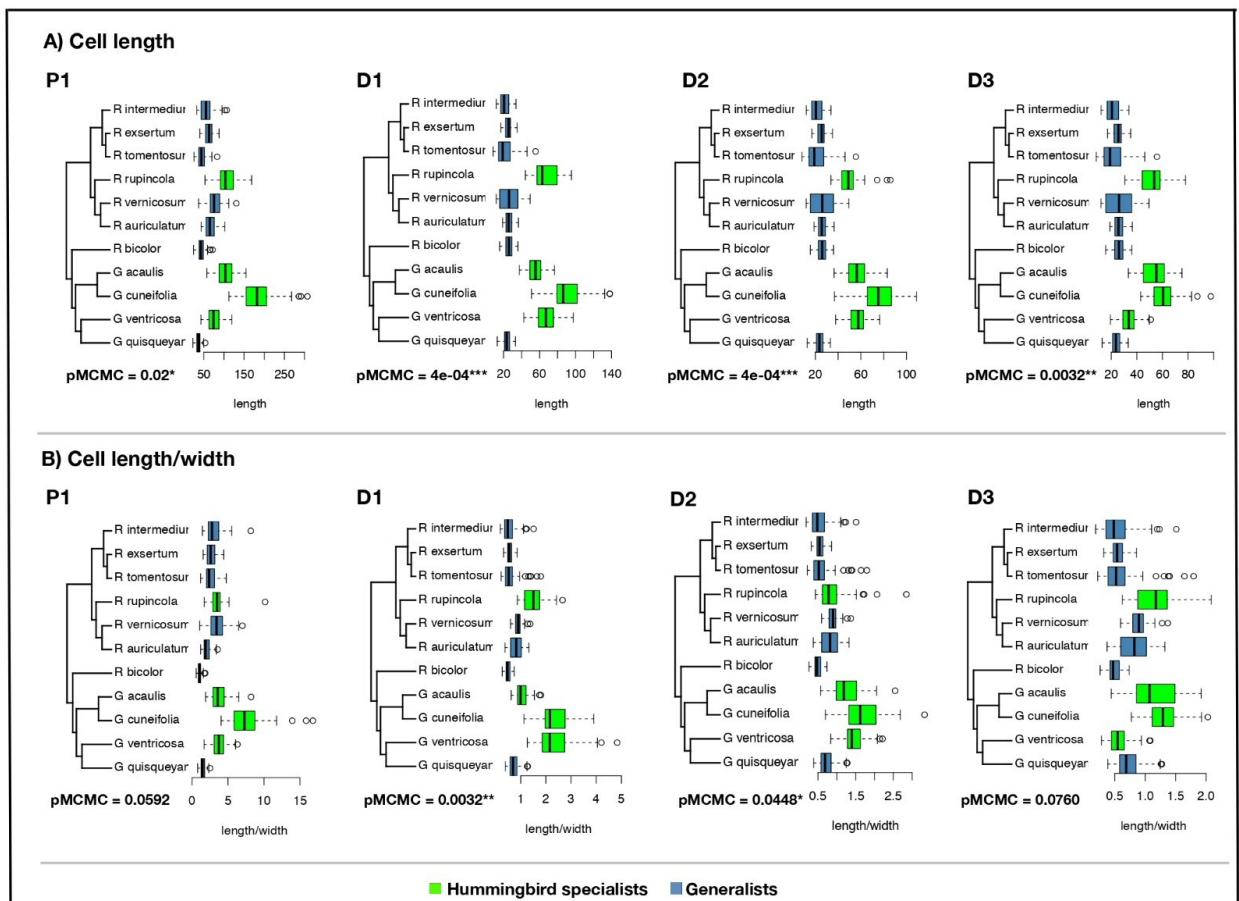 A) Cell length
P1
R intermediur
R exsertum
R tomentosur
R rupincola
R vernicosum
R auriculatum
R bicolor
G acaulis
G cuneifolia
G ventricosa
G quisqueyar
50 150 250
pMCMC = 0.02*
length
D1
R intermediur
R exsertum
R tomentosur
R rupincola
R vernicosum
R auriculatum
R bicolor
G acaulis
G cuneifolia
G ventricosa
G quisqueyar
20 60 100 140
pMCMC = 4e-04***
length
D2
R intermediur
R exsertum
R tomentosur
R rupincola
R vernicosum
R auriculatum
R bicolor
G acaulis
G cuneifolia
G ventricosa
G quisqueyar
20 60 100
pMCMC = 4e-04***
length
D3
R intermediur
R exsertum
R tomentosur
R rupincola
R vernicosum
R auriculatum
R bicolor
G acaulis
G cuneifolia
G ventricosa
G quisqueyar
20 40 60 80
pMCMC = 0.0032**
length
B) Cell length/width
P1
R intermediur
R exsertum
R tomentosur
R rupincola
R vernicosum
R auriculatum
R bicolor
G acaulis
G cuneifolia
G ventricosa
G quisqueyar
0 5 10 15
pMCMC = 0.0592
length/width
D1
R intermediur
R exsertum
R tomentosur
R rupincola
R vernicosum
R auriculatum
R bicolor
G acaulis
G cuneifolia
G ventricosa
G quisqueyar
1 2 3 4 5
pMCMC = 0.0032**
length/width
D2
R intermediur
R exsertum
R tomentosur
R rupincola
R vernicosum
R auriculatum
R bicolor
G acaulis
G cuneifolia
G ventricosa
G quisqueyar
0.5 1.5 2.5
pMCMC = 0.0448*
length/width
D3
R intermediur
R exsertum
R tomentosur
R rupincola
R vernicosum
R auriculatum
R bicolor
G acaulis
G cuneifolia
G ventricosa
G quisqueyar
0.5 1.0 1.5 2.0
pMCMC = 0.0760
length/width
Hummingbird specialists Generalists